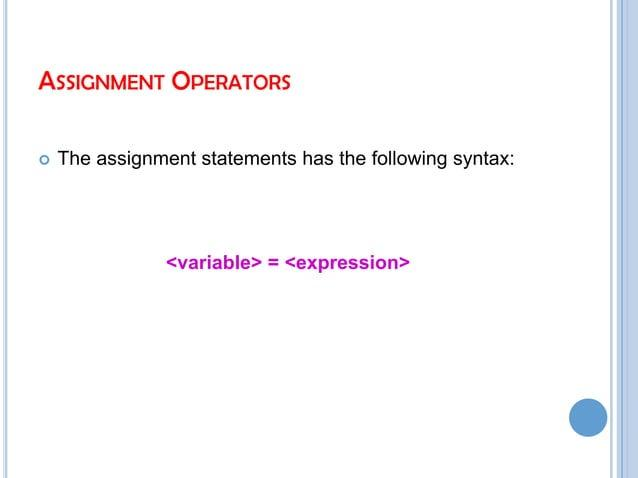 Assignment Operators
The assignment statements has the following syntax:
<variable> = <expression>